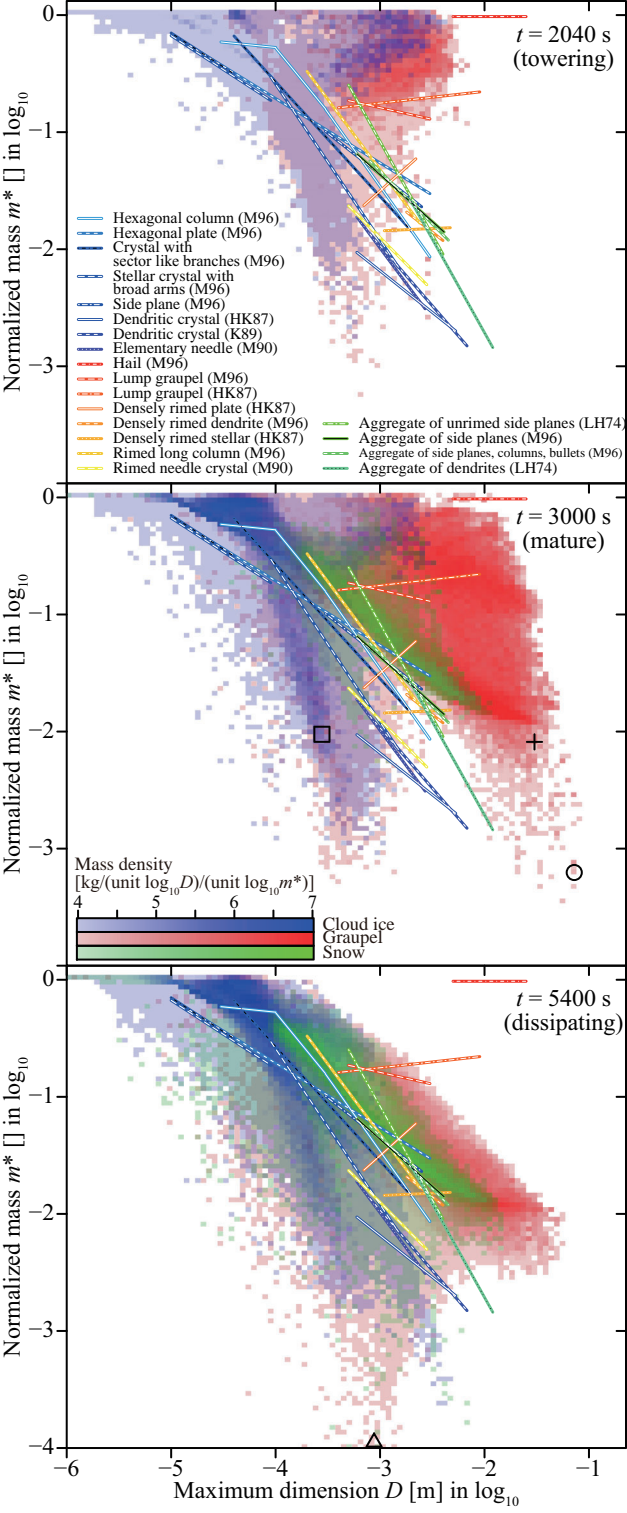 0
t = 2040 s
(towering)
−1
−2
−3
Normalized mass m* [] in log10
Hexagonal column (M96)
Hexagonal plate (M96)
Crystal with
sector like branches (M96)
Stellar crystal with
broad arms (M96)
Side plane (M96)
Dendritic crystal (HK87)
Dendritic crystal (K89)
Elementary needle (M90)
Hail (M96)
Lump graupel (M96)
Lump graupel (HK87)
Densely rimed plate (HK87)
Densely rimed dendrite (M96)
Densely rimed stellar (HK87)
Rimed long column (M96)
Rimed needle crystal (M90)
Aggregate of unrimed side planes (LH74)
Aggregate of side planes (M96)
Aggregate of side planes, columns, bullets (M96)
Aggregate of dendrites (LH74)
0
t = 3000 s
(mature)
−1
−2
−3
Normalized mass m* [] in log10
Mass density
[kg/(unit log10D)/(unit log10m*)]
4 5 6 7
Cloud ice
Graupel
Snow
0
t = 5400 s
(dissipating)
−1
−2
−3
−4
Normalized mass m* [] in log10
−6 −5 −4 −3 −2 −1
Maximum dimension D [m] in log10